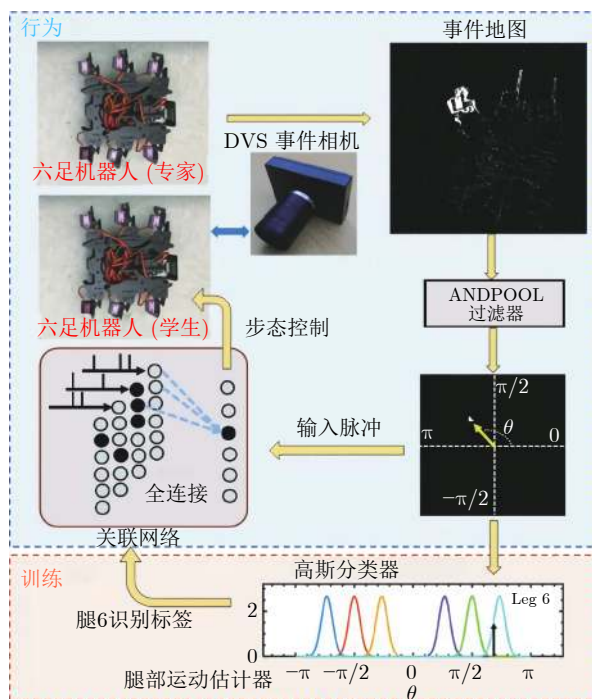 行为
事件地图
DVS 事件相机
六足机器人 (专家)
ANDPOOL
过滤器
六足机器人 (学生)
步态控制
π/2
π
θ
0
−π/2
输入脉冲
全连接
关联网络
训练
高斯分类器
腿6识别标签
2
Leg 6
0
腿部运动估计器
−π
−π/2
0
π/2
π
θ